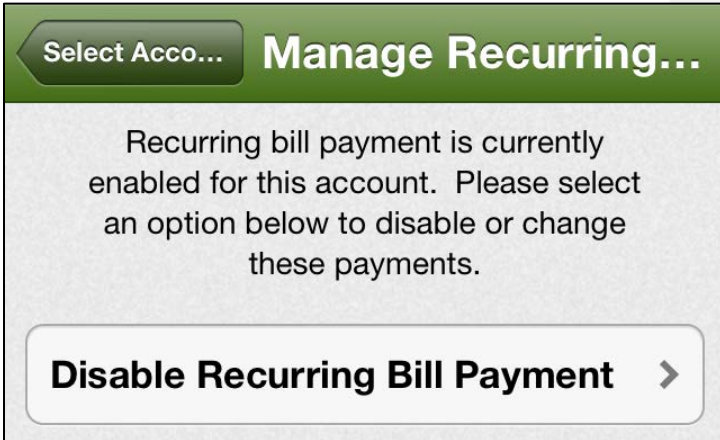 Select Acco...
Manage Recurring...
Recurring bill payment is currently
enabled for this account.  Please select
an option below to disable or change
these payments.
Disable Recurring Bill Payment